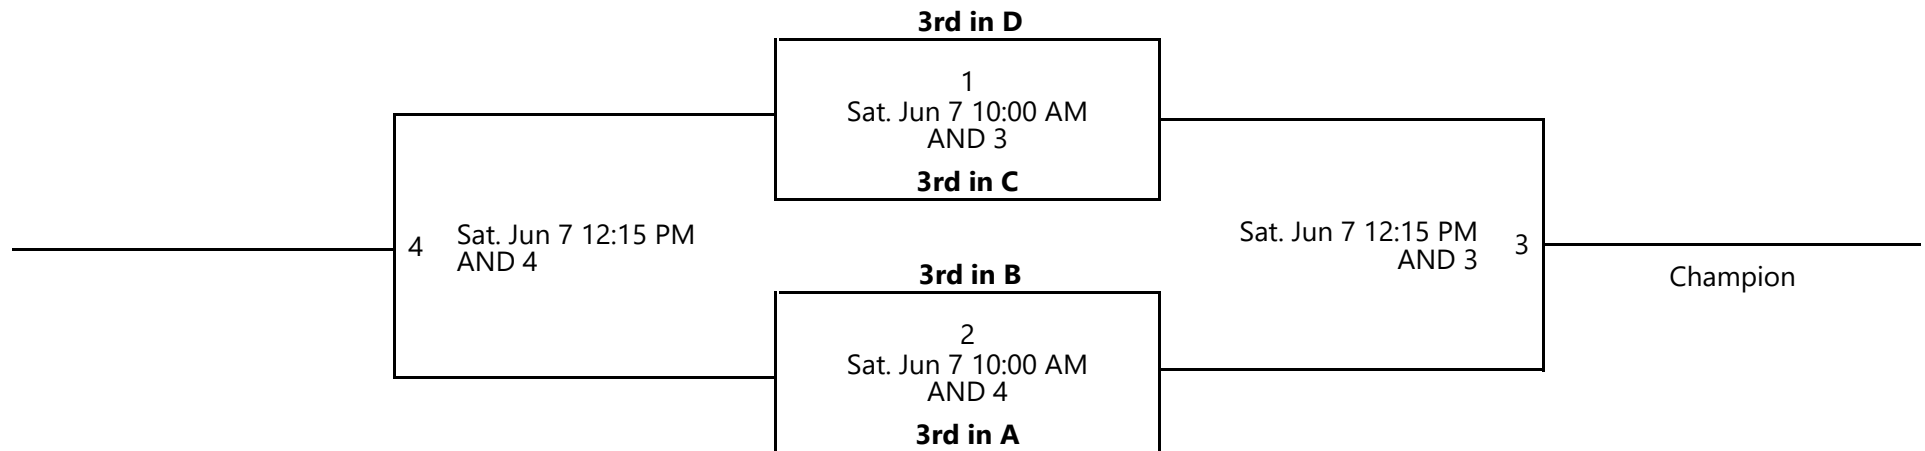 3rd in D
1
Sat. Jun 7 10:00 AM
AND 3
3rd in C
4
Sat. Jun 7 12:15 PM
AND 4
Sat. Jun 7 12:15 PM
AND 3
3
Champion
3rd in B
2
Sat. Jun 7 10:00 AM
AND 4
3rd in A